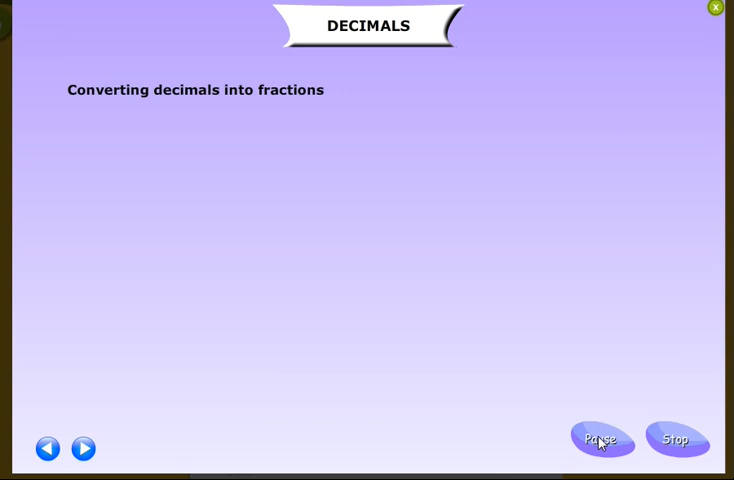 DECIMALS
x
Converting decimals into fractions
Pause
Stop